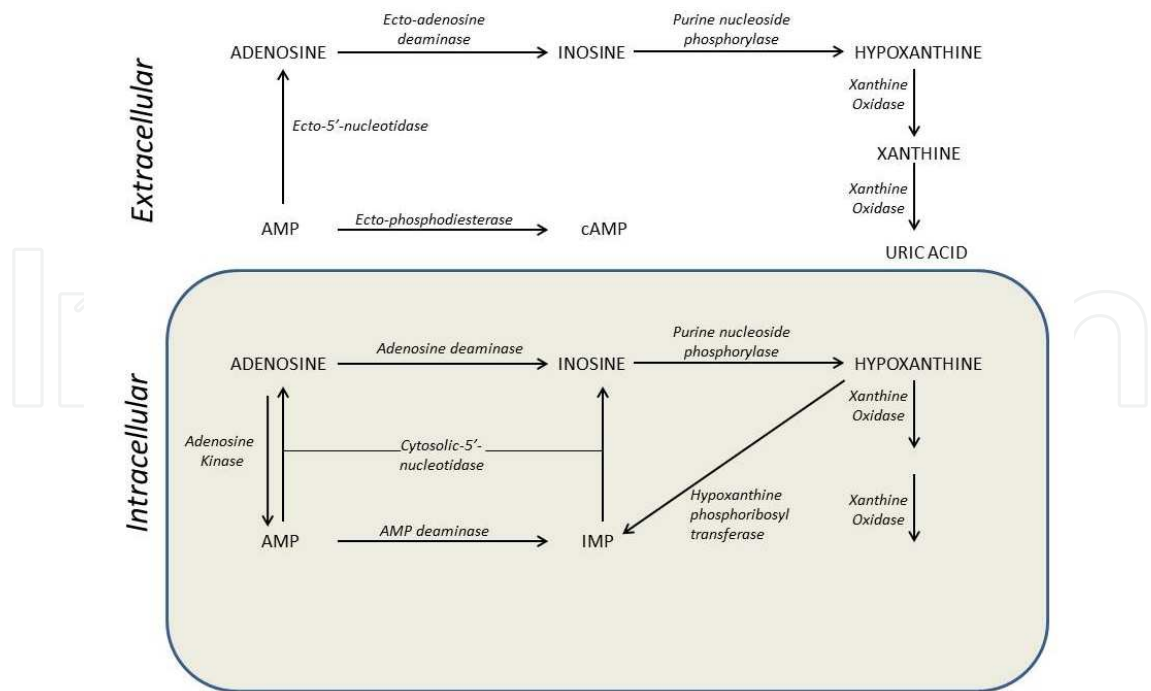 Extracellular
Ecto-adenosine
deaminase
Purine nucleoside
phosphorylase
ADENOSINE
INOSINE
HYPOXANTHINE
Xanthine
Oxidase
Ecto-5'-nucleotidase
XANTHINE
Xanthine
Oxidase
AMP
Ecto-phosphodiesterase
cAMP
URIC ACID
Intracellular
Purine nucleoside
phosphorylase
ADENOSINE
Adenosine deaminase
INOSINE
HYPOXANTHINE
Xanthine
Oxidase
Adenosine
Kinase
Cytosolic-5'-
nucleotidase
Hypoxanthine
phosphoribosyl
transferase
Xanthine
Oxidase
AMP
AMP deaminase
IMP